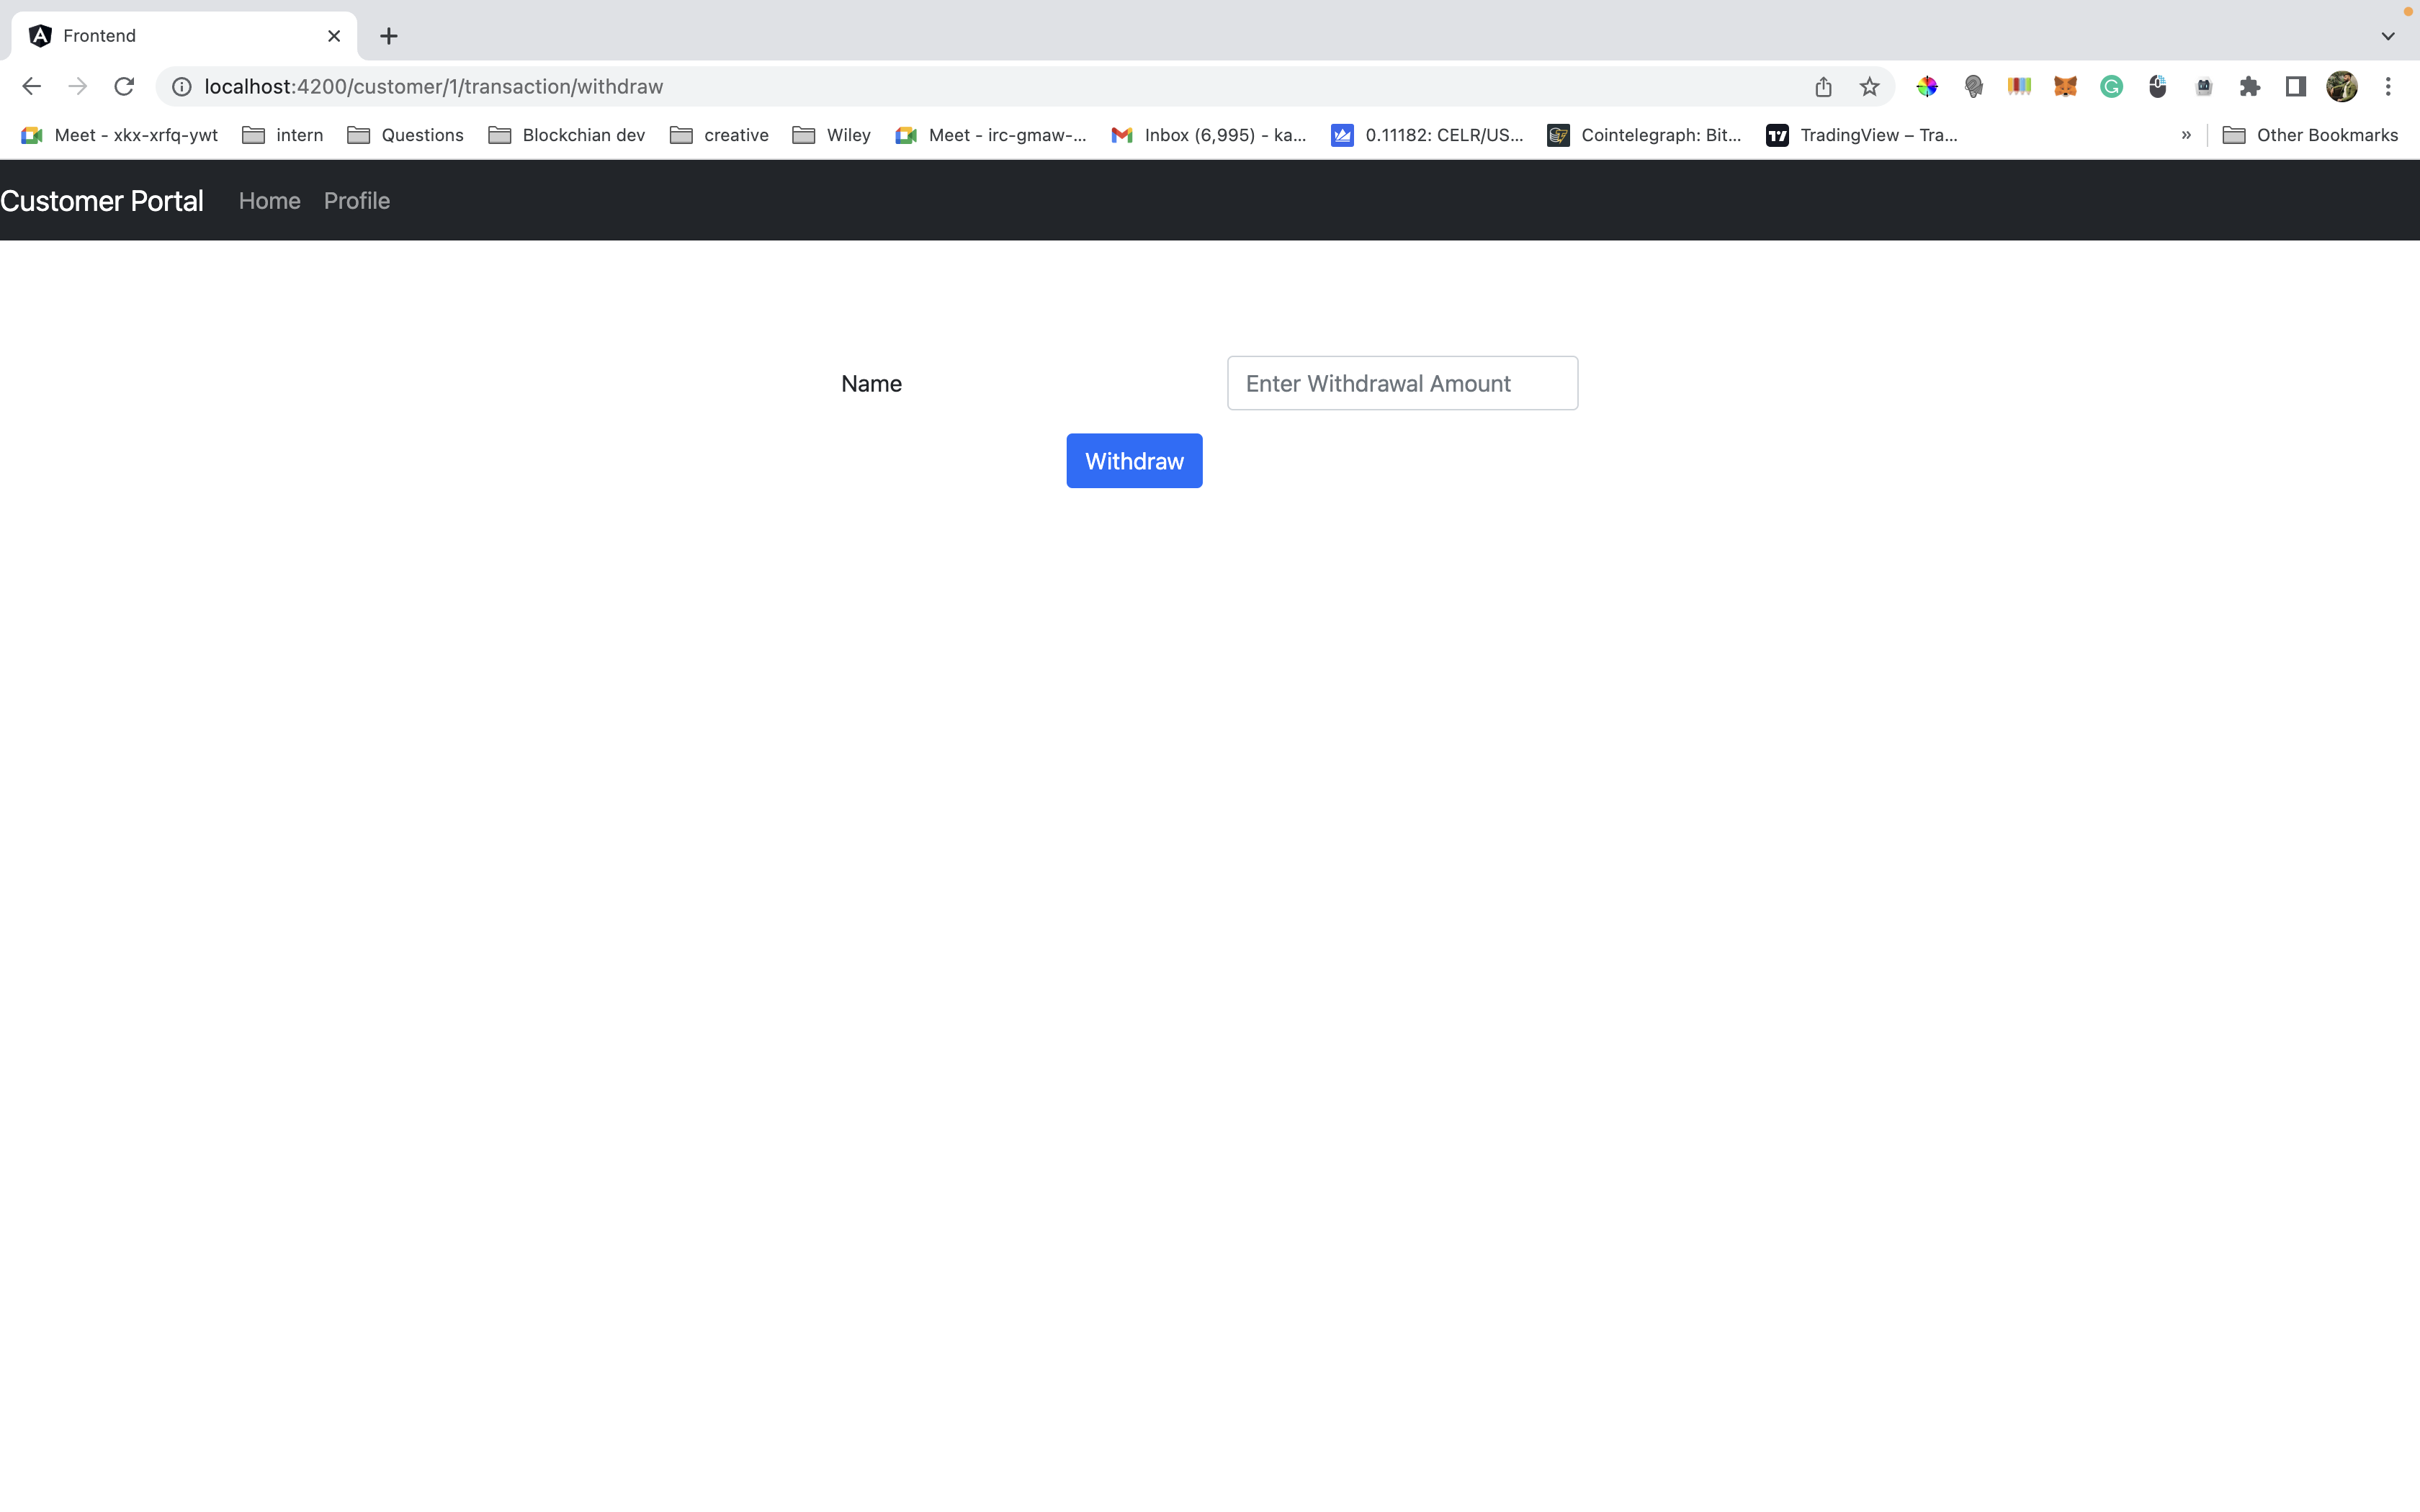 Frontend
localhost:4200/customer/1/transaction/withdraw
Meet - xkx-xrfq-ywt intern Questions Blockchian dev creative Wiley Meet - irc-gmaw-... Inbox (6,995) - ka... 0.11182: CELR/US... Cointelegraph: Bit... TradingView – Tra... » Other Bookmarks
Customer Portal Home Profile
Name Enter Withdrawal Amount
Withdraw